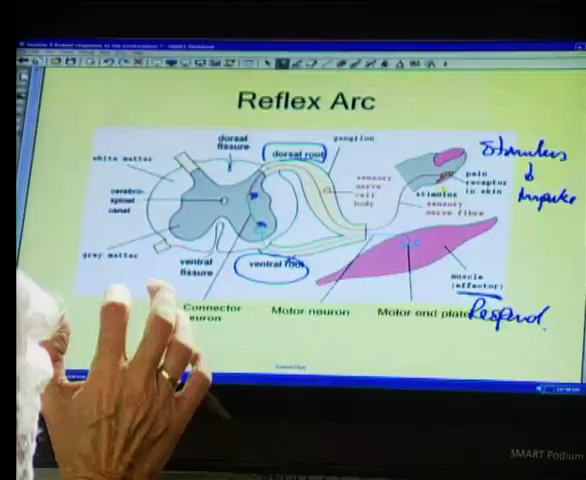 Reflex Arc
dorsal
fissure
ganglion
white matter
dorsal root
Stimulus
Impulse
pain
receptor
in skin
sensory
nerve
cell
body
stimulus
sensory
nerve fibre
cerebro-
spinal
canal
grey matter
ventral
fissure
ventral root
muscle
(effector)
Connector
neuron
Motor neuron
Motor end plate
Respond
SMART Podium